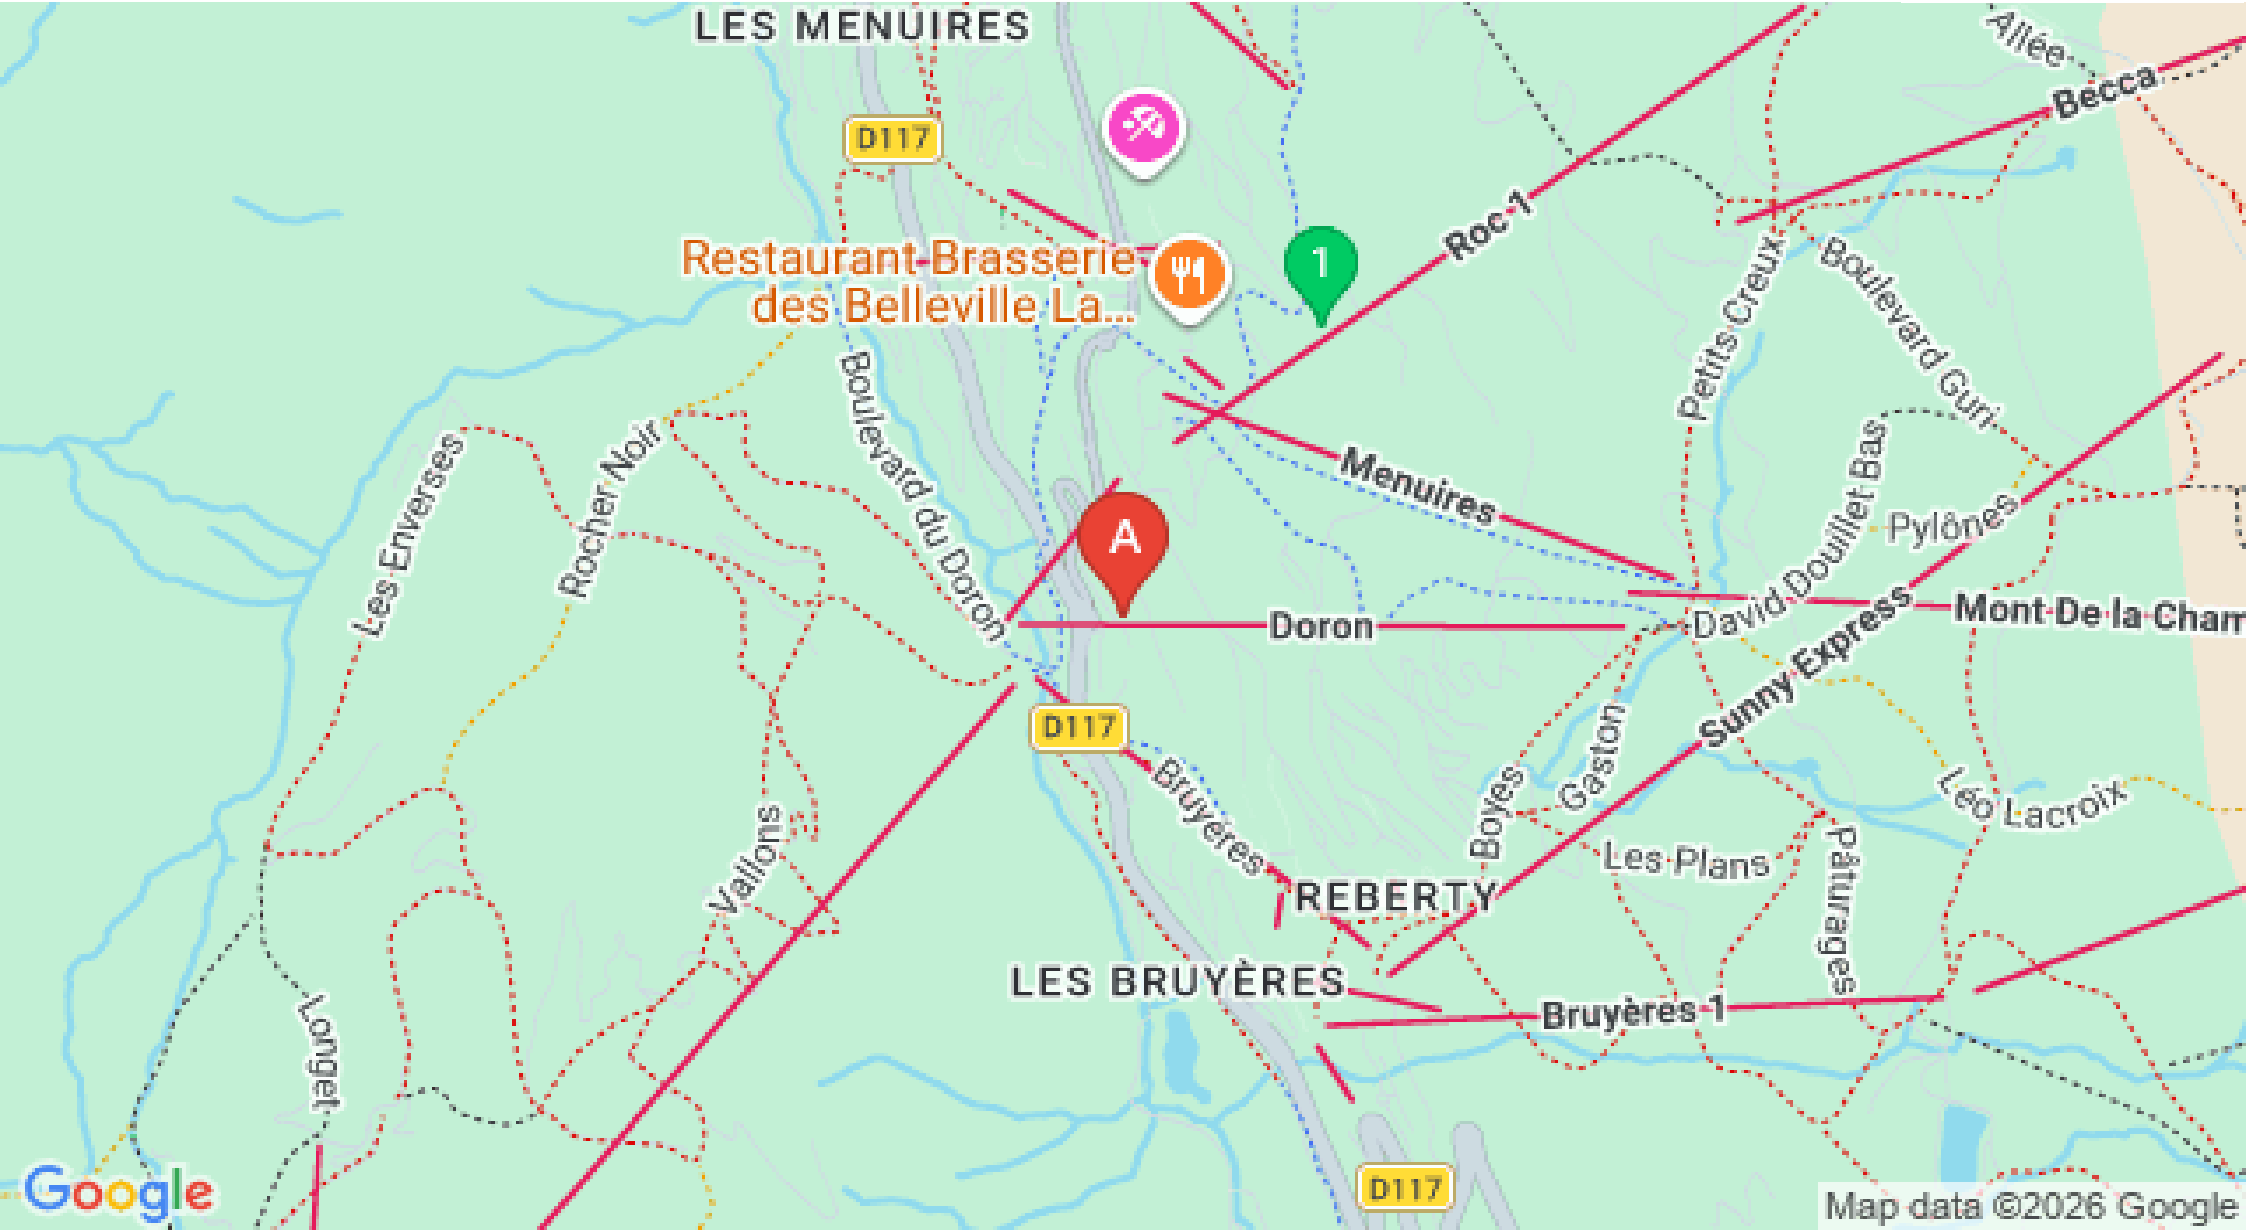 LES MENUIRES
Allée
Becca
D117
Roc 1
1
Restaurant Brasserie
des Belleville La...
Boulevard Guri
Petits Creux
Boulevard du Doron
Rocher Noir
Les Enverses
Menuires
David Douillet Bas
Pylônes
A
Doron
Mont De la Cham
Sunny Express
D117
Bruyères
Gaston
Boyes
Léo Lacroix
Les Plans
Pâturages
Vallons
REBERTY
LES BRUYÈRES
Bruyères 1
Longet
D117
Google
Map data ©2026 Google